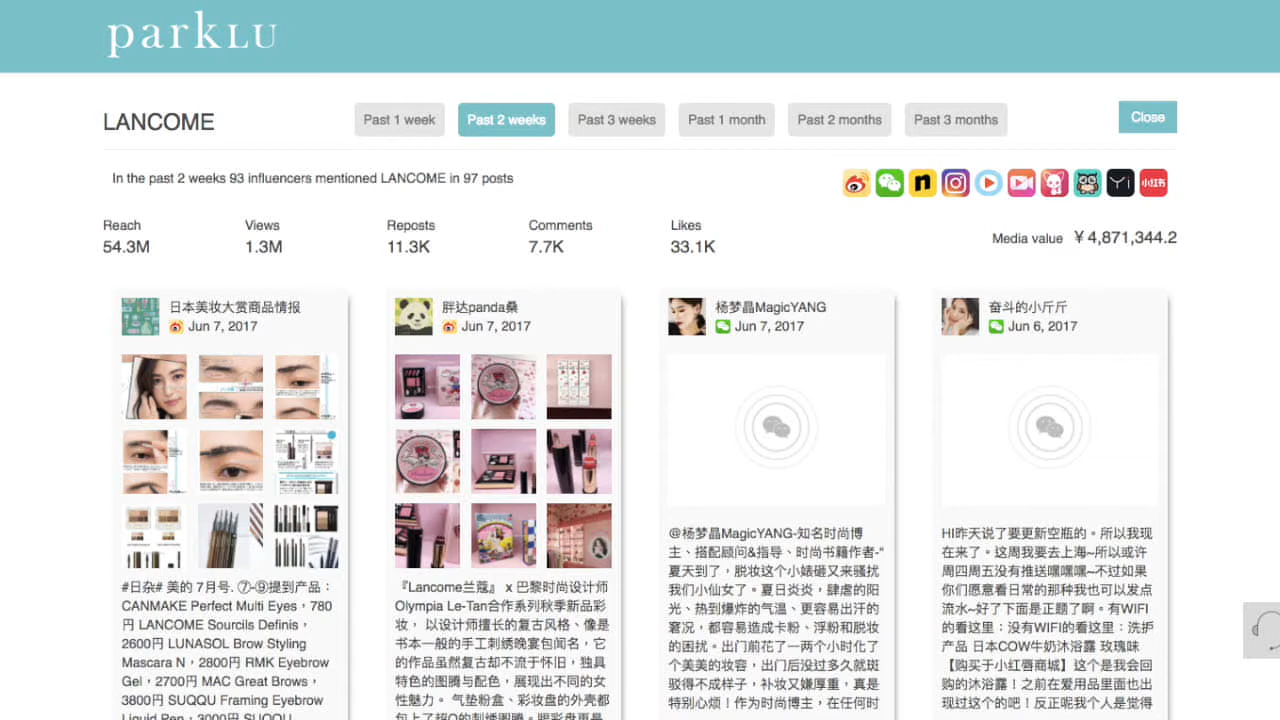 parkLU
LANCOME
Past 1 week
Past 2 weeks
Past 3 weeks
Past 1 month
Past 2 months
Past 3 months
Close
In the past 2 weeks 93 influencers mentioned LANCOME in 97 posts
n
Yi
小红书
Reach
Views
Reposts
Comments
Likes
54.3M
1.3M
11.3K
7.7K
33.1K
Media value ¥ 4,871,344.2
日本美妆大赏商品情报
Jun 7, 2017
#日杂# 美的 7月号. ⑦-⑨提到产品：
CANMAKE Perfect Multi Eyes，780
円 LANCOME Sourcils Definis，
2600円 LUNASOL Brow Styling
Mascara N，2800円 RMK Eyebrow
Gel，2700円 MAC Great Brows，
3800円 SUQQU Framing Eyebrow
Liquid Pen，3000円 SUQQU
胖达panda桑
Jun 7, 2017
『Lancome兰蔻』 x 巴黎时尚设计师
Olympia Le-Tan合作系列秋季新品彩
妆， 以设计师擅长的复古风格、像是
书本一般的手工刺绣晚宴包闻名，它
的作品虽然复古却不流于怀旧，独具
特色的图腾与配色，展现出不同的女
性魅力。 气垫粉盒、彩妆盘的外壳都
包上了超Q的刺绣图腾，眼彩盘更是
杨梦晶MagicYANG
Jun 7, 2017
@杨梦晶MagicYANG-知名时尚博
主、搭配顾问&指导、时尚书籍作者-"
夏天到了，脱妆这个小婊砸又来骚扰
我们小仙女了。夏日炎炎，肆虐的阳
光、热到爆炸的气温、更容易出汗的
窘况，都容易造成卡粉、浮粉和脱妆
的困扰。出门前花了一两个小时化了
个美美的妆容，出门后没过多久就斑
驳得不成样子，补妆又嫌厚重，真是
特别心烦！作为时尚博主，在任何时
奋斗的小斤斤
Jun 6, 2017
HI昨天说了要更新空瓶的。所以我现
在来了。这周我要去上海~所以或许
周四周五没有推送嘿嘿嘿~不过如果
你们愿意看日常的那种我也可以发点
流水~好了下面是正题了啊。有WIFI
的看这里：没有WIFI的看这里：洗护
产品 日本COW牛奶沐浴露 玫瑰味
【购买于小红唇商城】这个是我会回
购的沐浴露！之前在爱用品里面也出
现过这个的吧！反正呢我个人是觉得